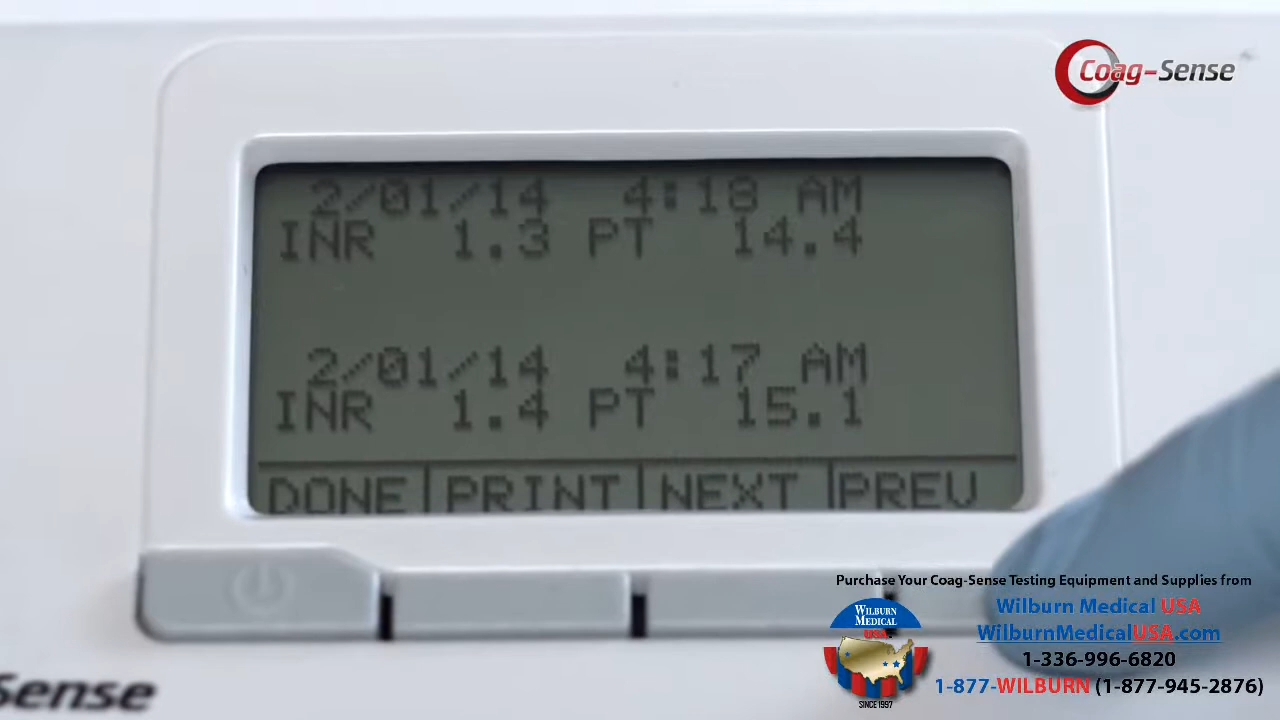 Coag-Sense
2/01/14 4:18 AM
INR 1.3 PT 14.4
2/01/14 4:17 AM
INR 1.4 PT 15.1
DONE PRINT NEXT PREV
Sense
Purchase Your Coag-Sense Testing Equipment and Supplies from
Wilburn Medical USA
WilburnMedicalUSA.com
1-336-996-6820
1-877-WILBURN (1-877-945-2876)
WILBURN
MEDICAL
USA
SINCE 1997